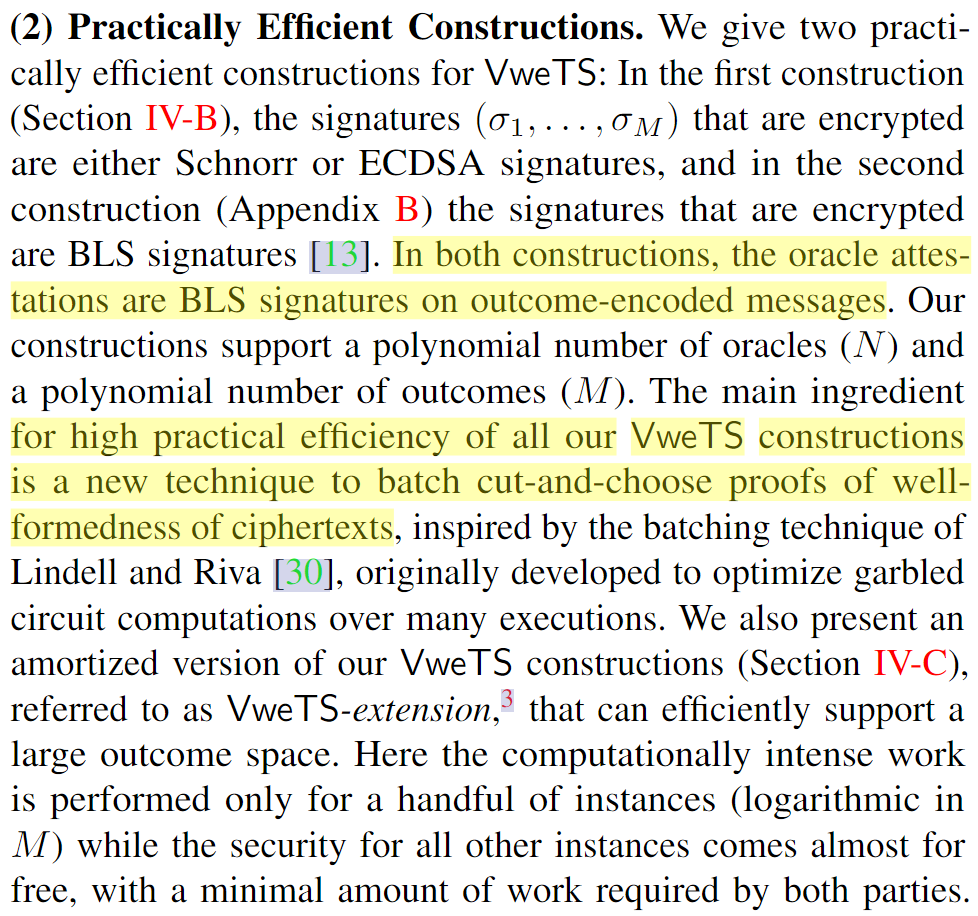 (2) Practically Efficient Constructions. We give two practi-
cally efficient constructions for VweTS: In the first construction
(Section IV-B), the signatures (σ1, . . . , σM) that are encrypted
are either Schnorr or ECDSA signatures, and in the second
construction (Appendix B) the signatures that are encrypted
are BLS signatures [13]. In both constructions, the oracle attes-
tations are BLS signatures on outcome-encoded messages. Our
constructions support a polynomial number of oracles (N) and
a polynomial number of outcomes (M). The main ingredient
for high practical efficiency of all our VweTS constructions
is a new technique to batch cut-and-choose proofs of well-
formedness of ciphertexts, inspired by the batching technique of
Lindell and Riva [30], originally developed to optimize garbled
circuit computations over many executions. We also present an
amortized version of our VweTS constructions (Section IV-C),
referred to as VweTS-extension,3 that can efficiently support a
large outcome space. Here the computationally intense work
is performed only for a handful of instances (logarithmic in
M) while the security for all other instances comes almost for
free, with a minimal amount of work required by both parties.